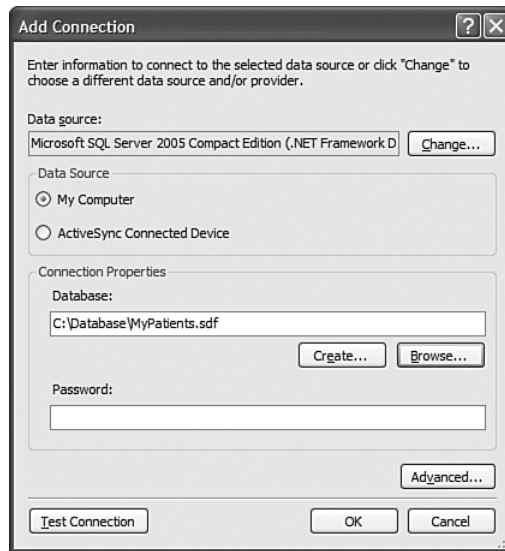 Add Connection
Enter information to connect to the selected data source or click "Change" to
choose a different data source and/or provider.
Data source:
Microsoft SQL Server 2005 Compact Edition (.NET Framework D
Change...
Data Source
My Computer
ActiveSync Connected Device
Connection Properties
Database:
C:\Database\MyPatients.sdf
Create...
Browse...
Password:
Advanced...
Test Connection
OK
Cancel